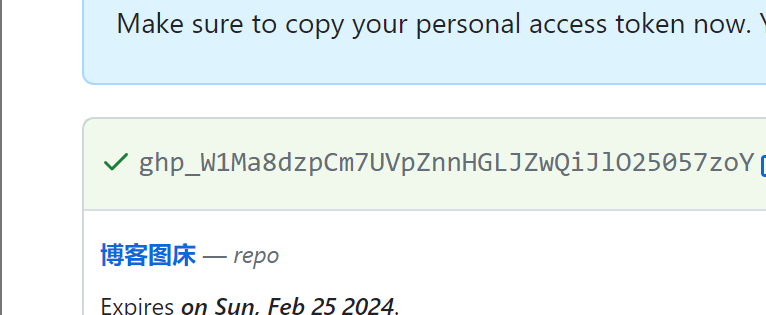 Make sure to copy your personal access token now.
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
博客图床 — repo
Expires on Sun, Feb 25 2024.